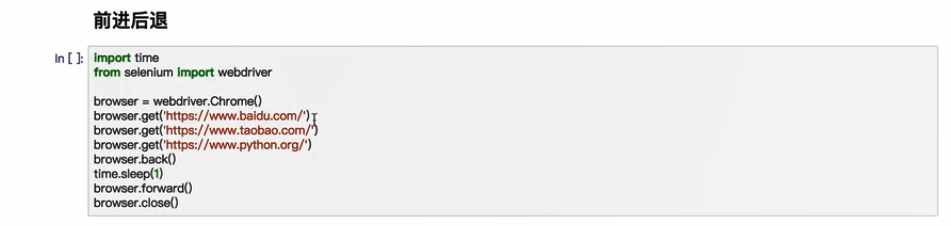 前进后退
In [ ]: import time
from selenium import webdriver
browser = webdriver.Chrome()
browser.get('https://www.baidu.com/')
browser.get('https://www.taobao.com/')
browser.get('https://www.python.org/')
browser.back()
time.sleep(1)
browser.forward()
browser.close()